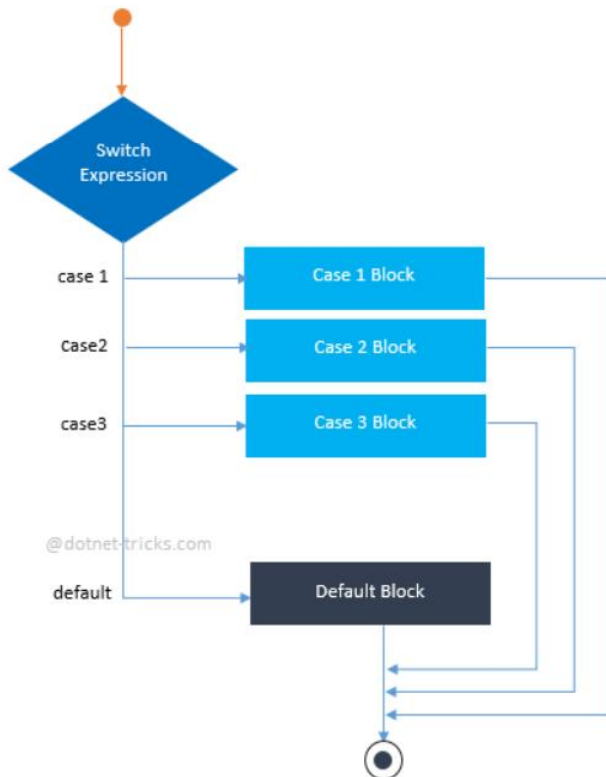 Switch
Expression
case 1
Case 1 Block
case2
Case 2 Block
case3
Case 3 Block
@dotnet-tricks.com
default
Default Block